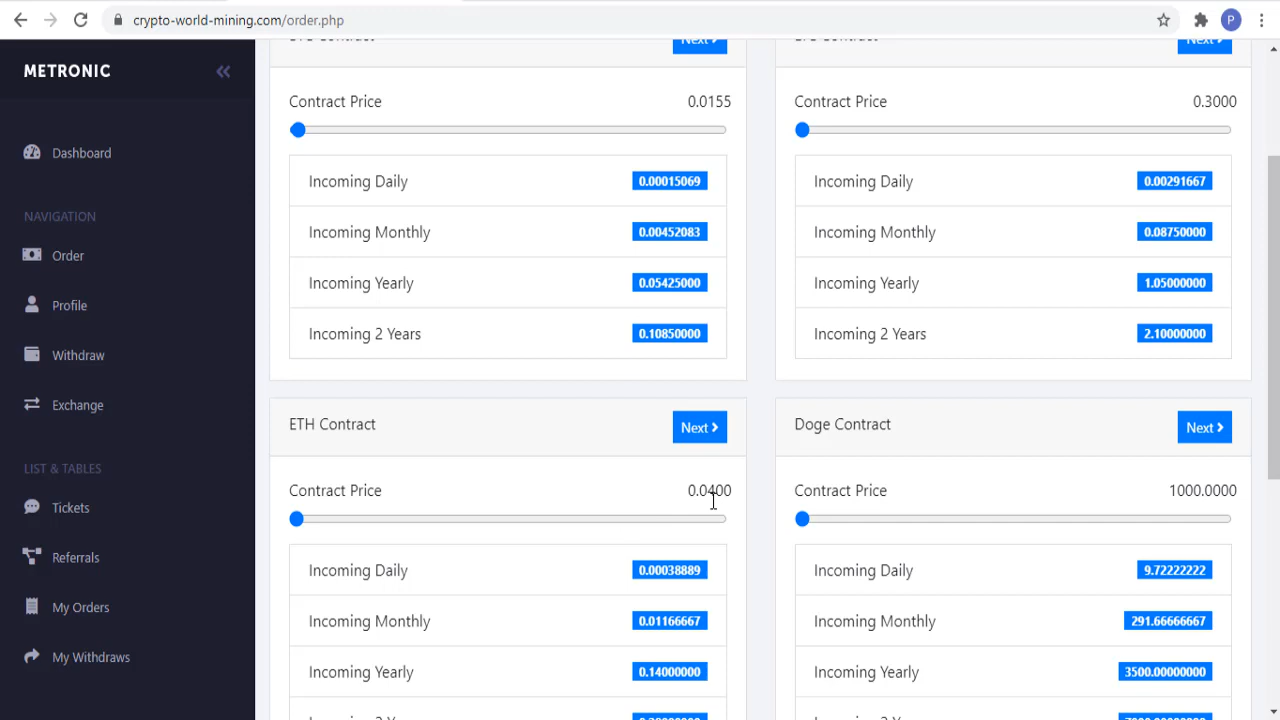 crypto-world-mining.com/order.php
P
METRONIC
Dashboard
NAVIGATION
Order
Profile
Withdraw
Exchange
LIST & TABLES
Tickets
Referrals
My Orders
My Withdraws
Next
Contract Price 0.0155
Incoming Daily 0.00015069
Incoming Monthly 0.00452083
Incoming Yearly 0.05425000
Incoming 2 Years 0.10850000
Next
Contract Price 0.3000
Incoming Daily 0.00291667
Incoming Monthly 0.08750000
Incoming Yearly 1.05000000
Incoming 2 Years 2.10000000
ETH Contract Next
Contract Price 0.0400
Incoming Daily 0.00038889
Incoming Monthly 0.01166667
Incoming Yearly 0.14000000
Doge Contract Next
Contract Price 1000.0000
Incoming Daily 9.72222222
Incoming Monthly 291.66666667
Incoming Yearly 3500.00000000